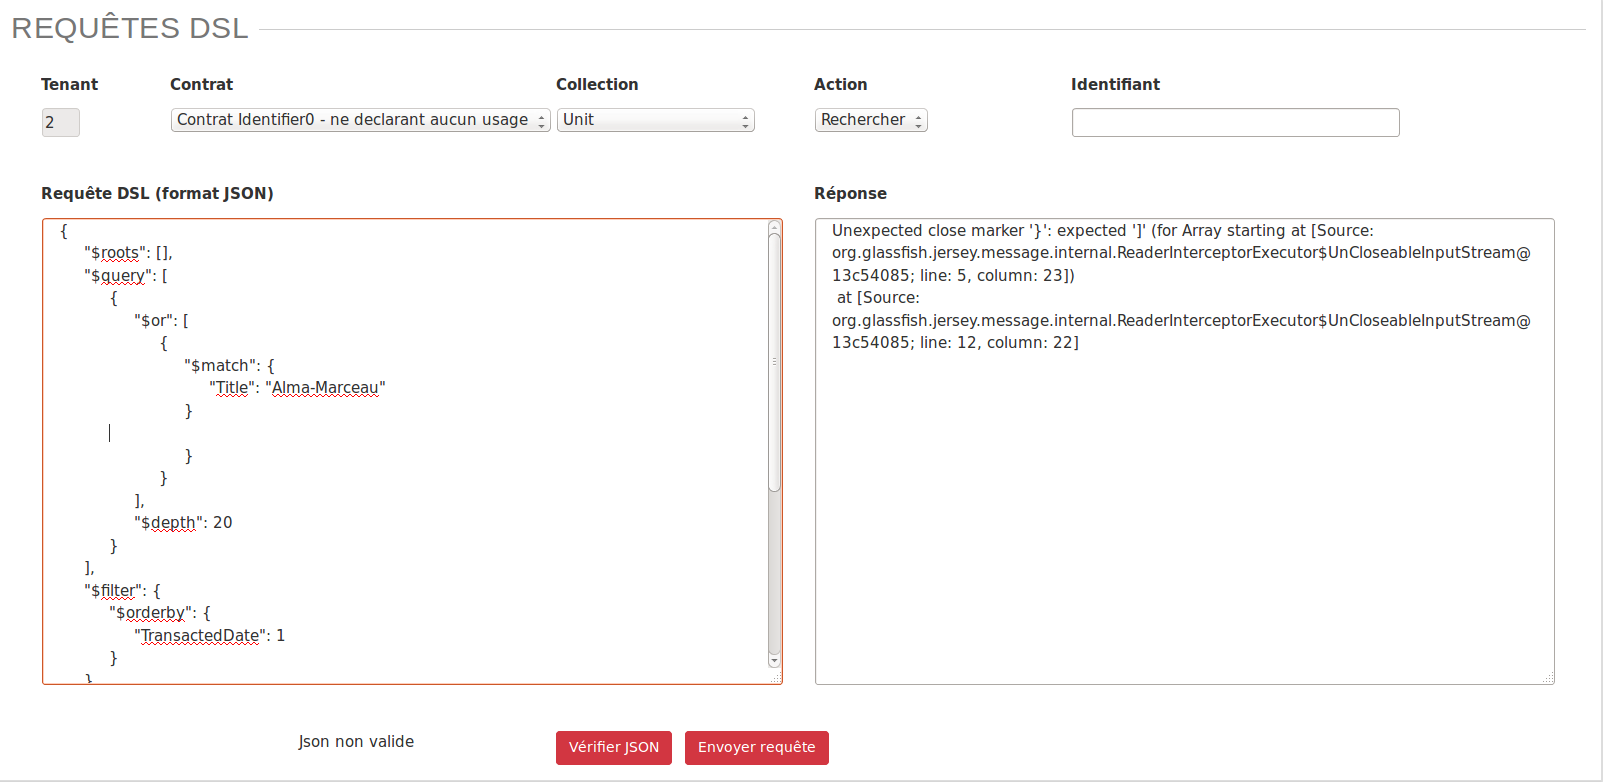 REQUÊTES DSL
Tenant Contrat Collection Action Identifiant
2 Contrat Identifier0 - ne declarant aucun usage Unit Rechercher
Requête DSL (format JSON) Réponse
{
"$roots": [],
"$query": [
{
"$or": [
{
"$match": {
"Title": "Alma-Marceau"
}
}
}
],
"$depth": 20
}
],
"$filter": {
"$orderby": {
"TransactedDate": 1
}
}
Unexpected close marker '}': expected ']' (for Array starting at [Source:
org.glassfish.jersey.message.internal.ReaderInterceptorExecutor$UnCloseableInputStream@
13c54085; line: 5, column: 23])
at [Source:
org.glassfish.jersey.message.internal.ReaderInterceptorExecutor$UnCloseableInputStream@
13c54085; line: 12, column: 22]
Json non valide Vérifier JSON Envoyer requête